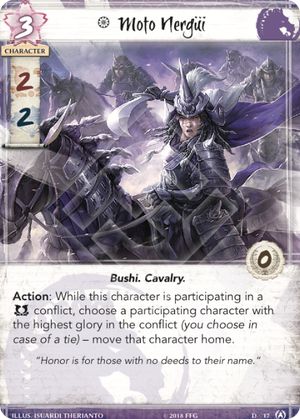 3
Moto Nergüi
CHARACTER
2
2
0
Bushi. Cavalry.
Action: While this character is participating in a
conflict, choose a participating character with
the highest glory in the conflict (you choose in
case of a tie) – move that character home.
“Honor is for those with no deeds to their name.”
ILLUS. ISUARDI THERIANTO
© 2018 FFG
D 17
A